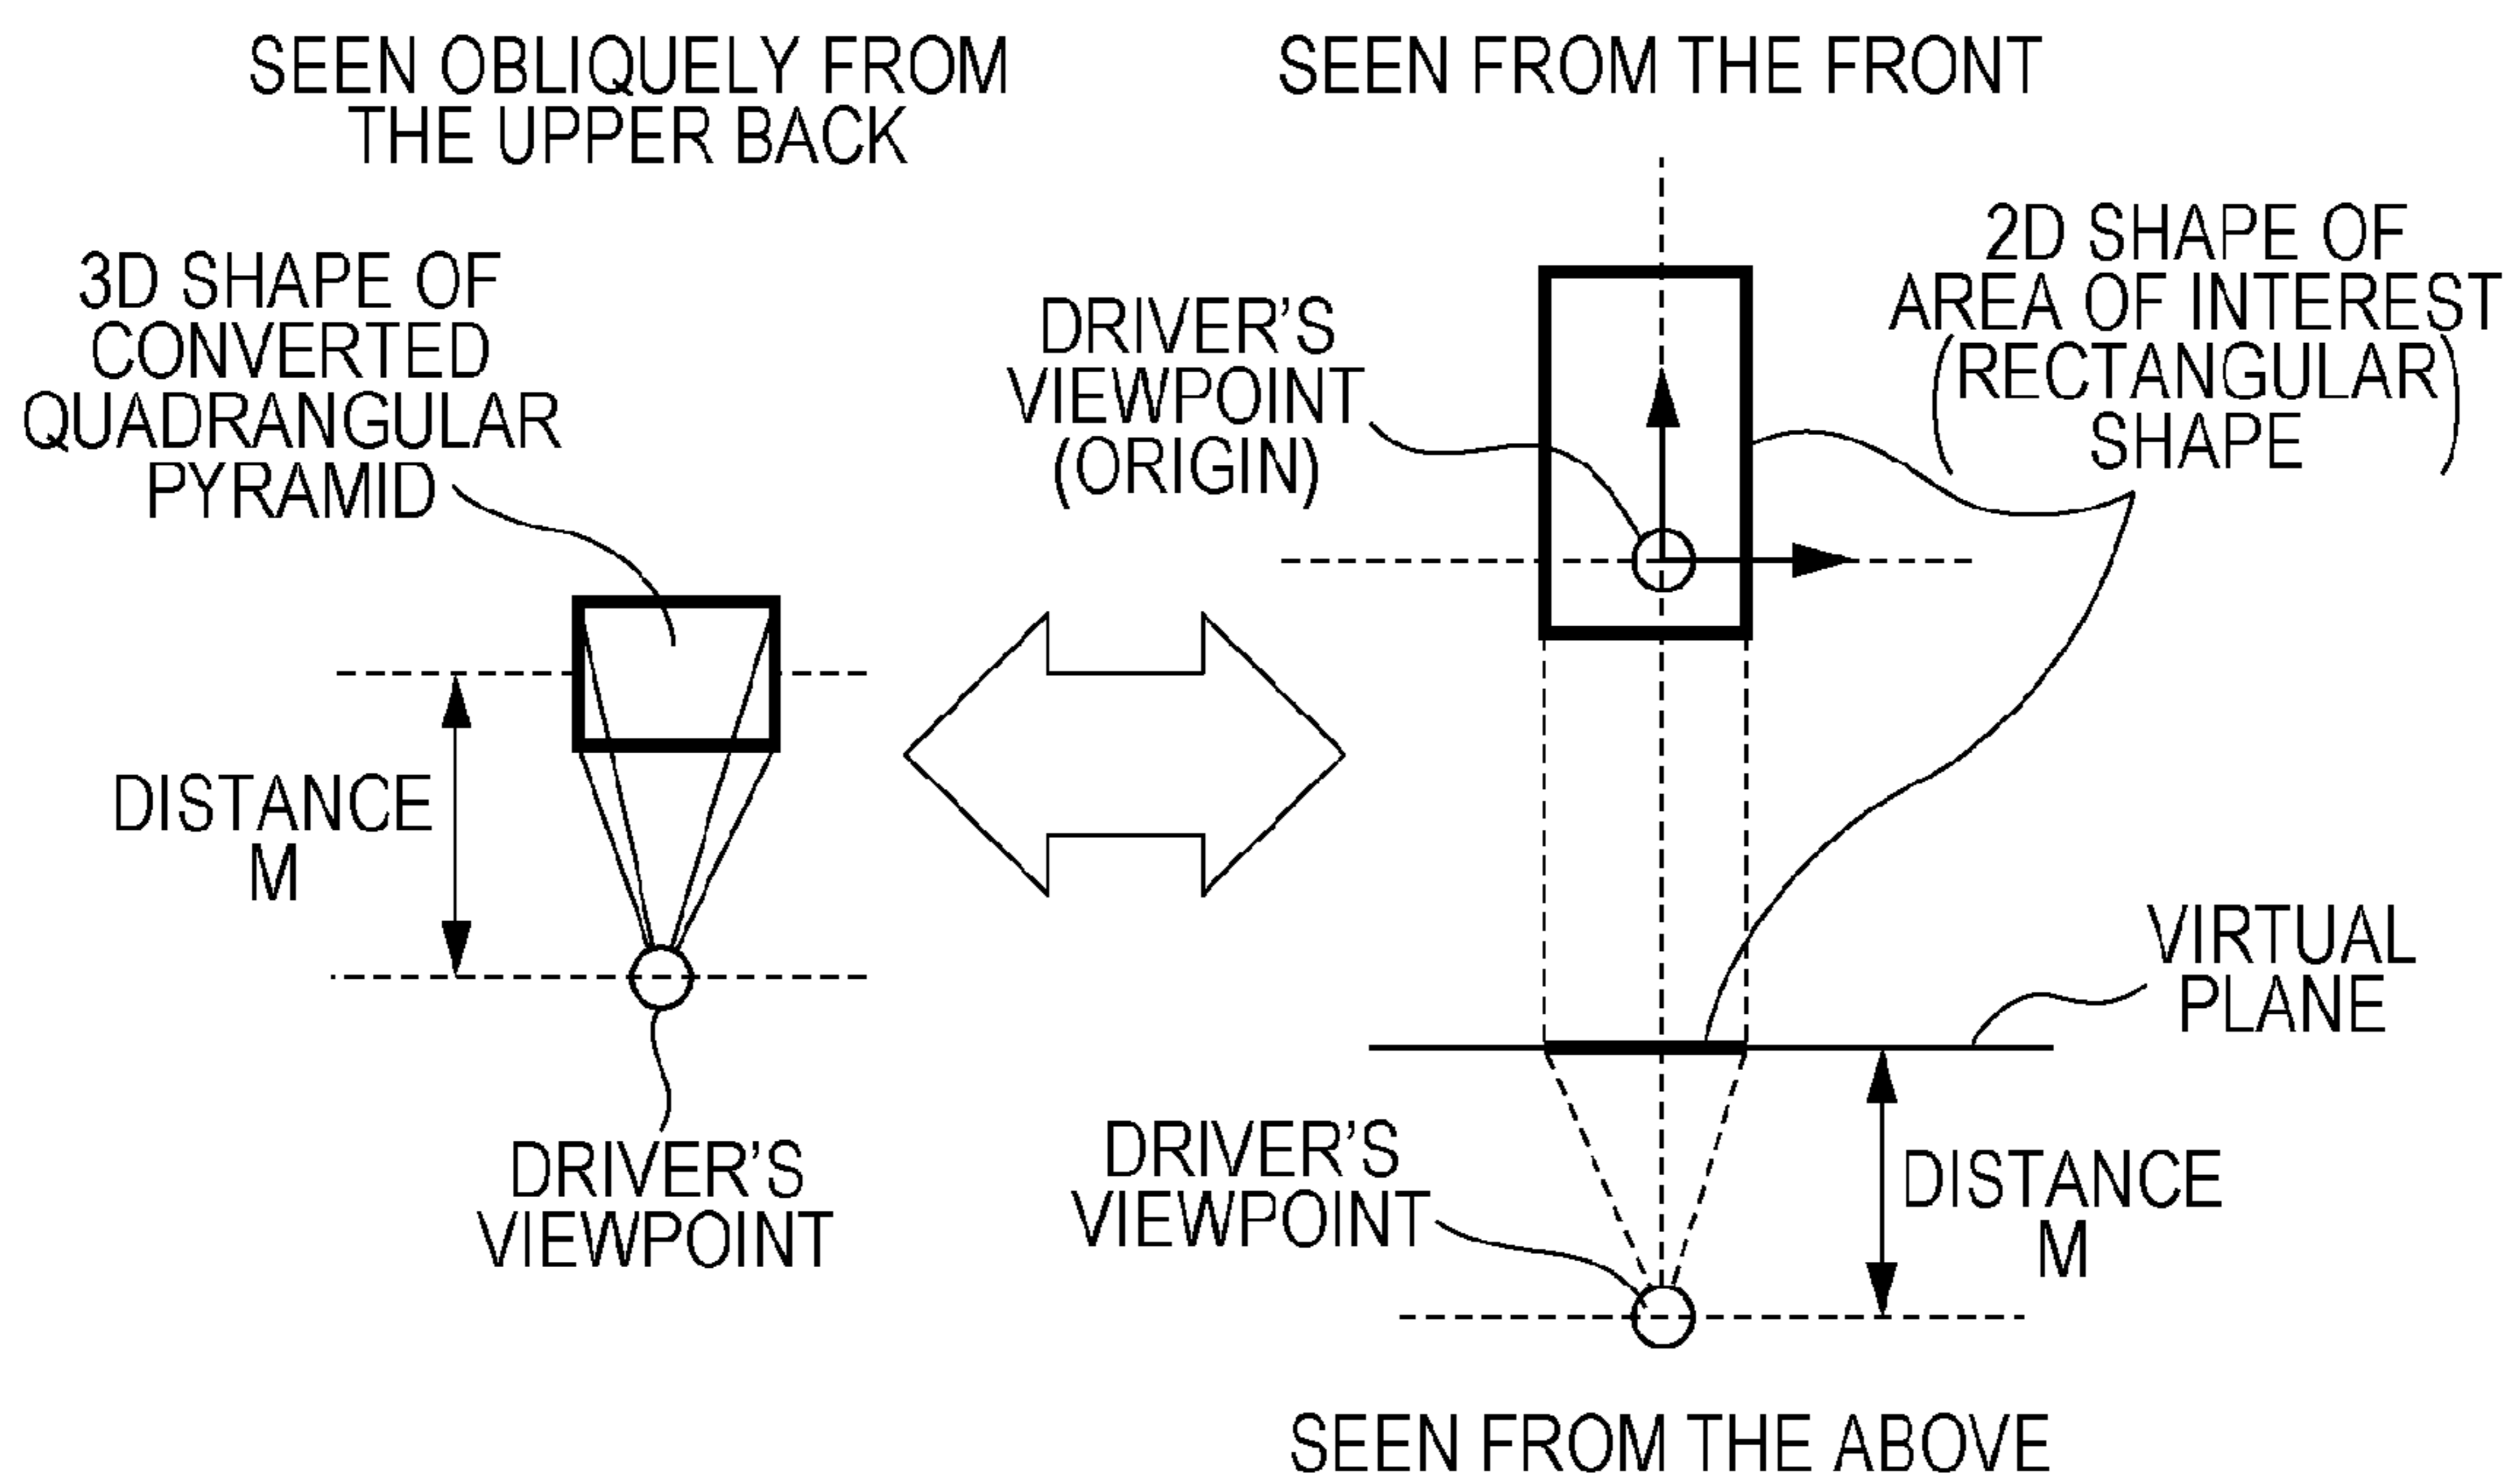 SEEN OBLIQUELY FROM
THE UPPER BACK
3D SHAPE OF
CONVERTED
QUADRANGULAR
PYRAMID
DISTANCE
M
DRIVER'S
VIEWPOINT
SEEN FROM THE FRONT
DRIVER'S
VIEWPOINT
(ORIGIN)
2D SHAPE OF
AREA OF INTEREST
(RECTANGULAR
SHAPE)
VIRTUAL
PLANE
DRIVER'S
VIEWPOINT
DISTANCE
M
SEEN FROM THE ABOVE